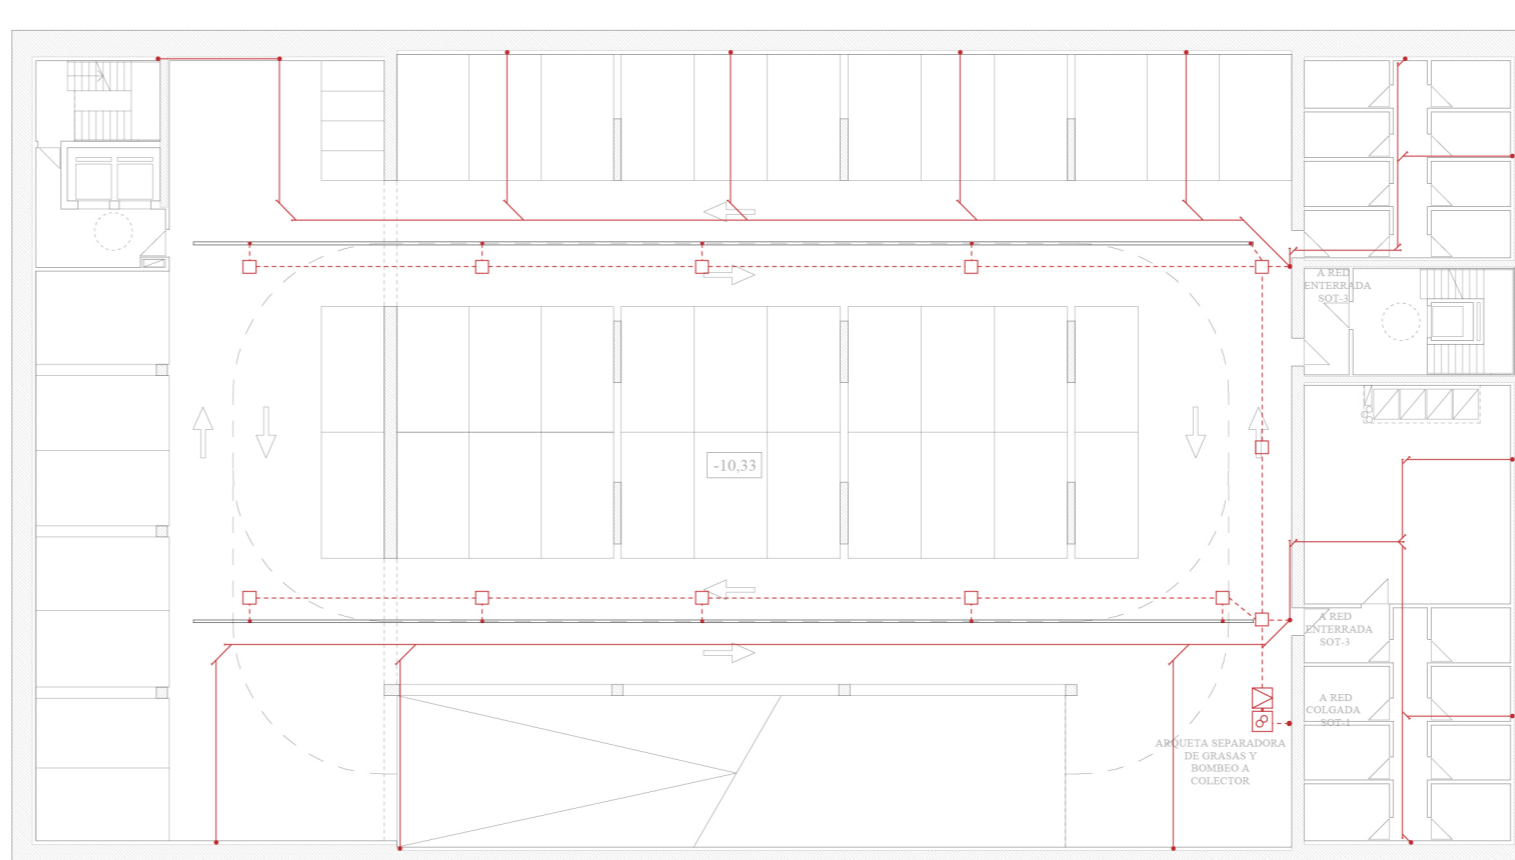 A RED
ENTERRADA
SOT-3
-10,33
A RED
ENTERRADA
SOT-3
A RED
COLGADA
SOT-1
ARQUETA SEPARADORA
DE GRASAS Y
BOMBEO A
COLECTOR